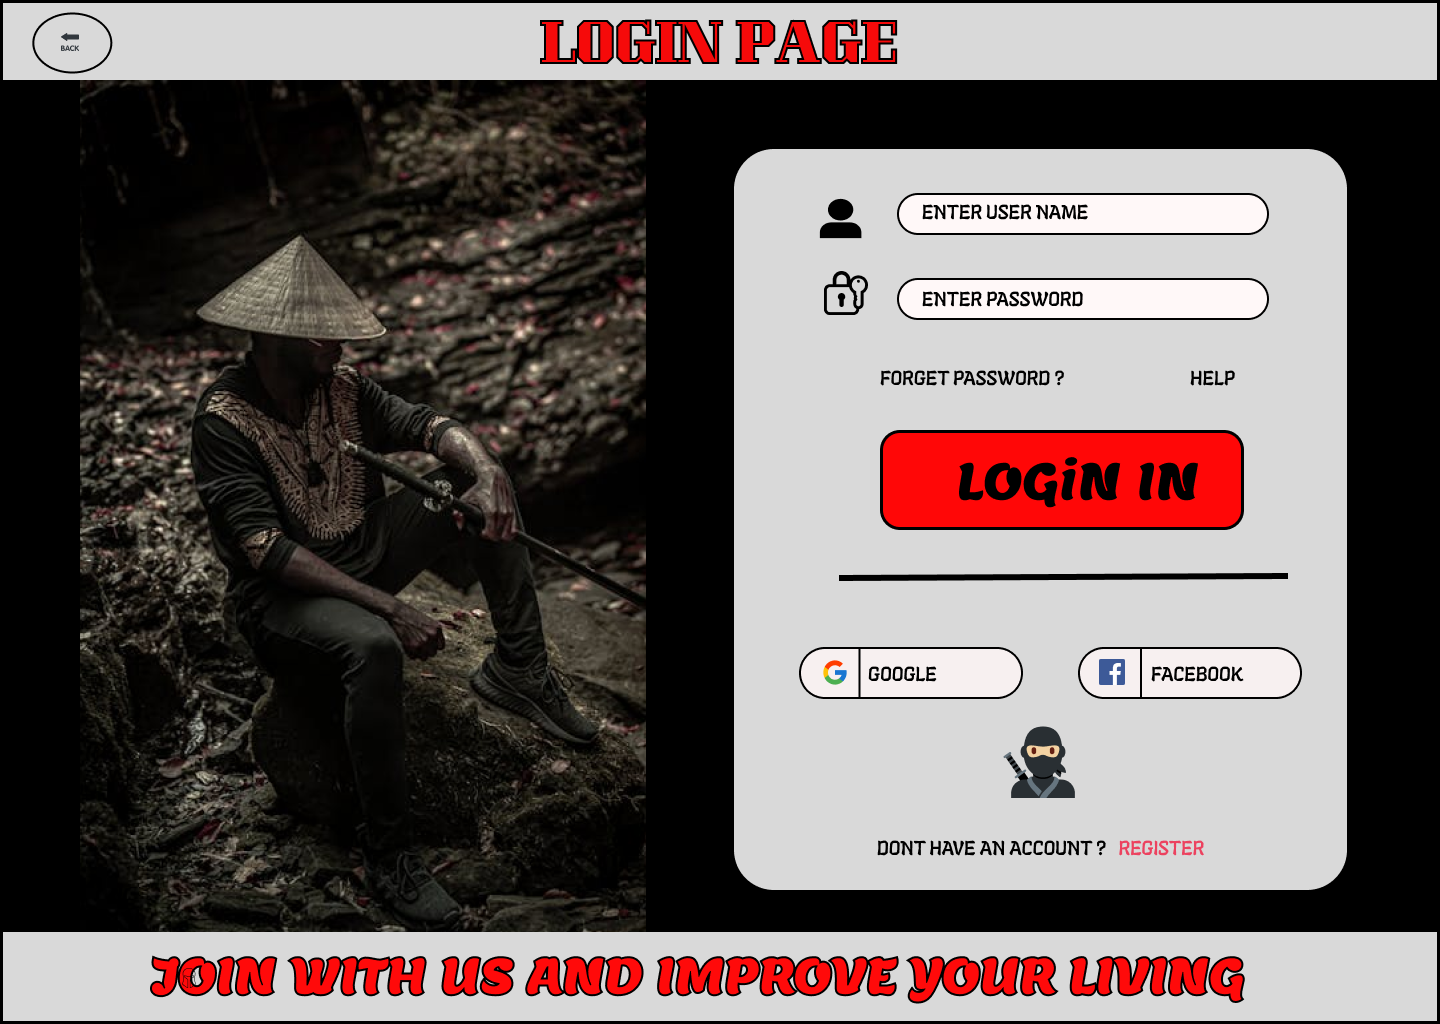 BACK
LOGIN PAGE
ENTER USER NAME
ENTER PASSWORD
FORGET PASSWORD ?
HELP
LOGiN IN
GOOGLE
FACEBOOK
DONT HAVE AN ACCOUNT ? REGISTER
JOIN WITH US AND IMPROVE YOUR LIVING